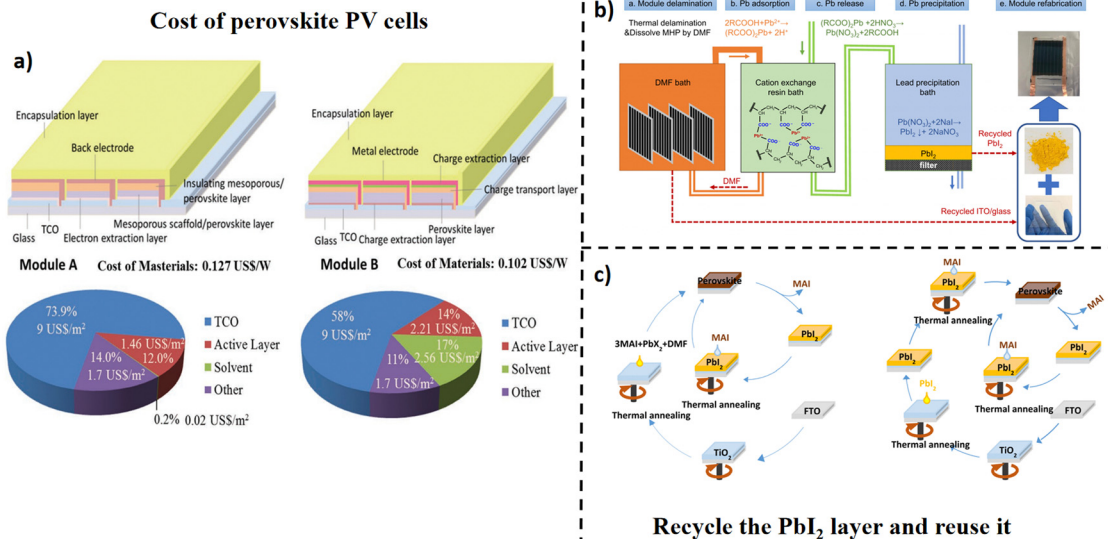 Cost of perovskite PV cells
a)
Encapsulation layer
Back electrode
Insulating mesoporous/
perovskite layer
Mesoporous scaffold/perovskite layer
TCO
Glass
Electron extraction layer
Encapsulation layer
Metal electrode
Charge extraction layer
Charge transport layer
Perovskite layer
Glass
TCO
Charge extraction layer
Module A
Cost of Masterials: 0.127 US$/W
73.9%
9 US$/m²
1.46 US$/m²
12.0%
14.0%
1.7 US$/m²
0.2% 0.02 US$/m²
TCO
Active Layer
Solvent
Other
Module B
Cost of Materials: 0.102 US$/W
58%
9 US$/m²
14%
2.21 US$/m²
17%
2.56 US$/m²
11%
1.7 US$/m²
TCO
Active Layer
Solvent
Other
b)
a. Module delamination
b. Pb adsorption
c. Pb release
d. Pb precipitation
e. Module refabrication
Thermal delamination
&Dissolve MHP by DMF
2RCOOH+Pb²⁺→
(RCOO)₂Pb+ 2H⁺
(RCOO)₂Pb +2HNO₃→
Pb(NO₃)₂+2RCOOH
DMF bath
Cation exchange
resin bath
Lead precipitation
bath
Pb(NO₃)₂+2NaI→
PbI₂ ↓+ 2NaNO₃
PbI₂
filter
Recycled
PbI₂
DMF
Recycled ITO/glass
c)
Perovskite
MAI
PbI₂
3MAI+PbX₂+DMF
MAI
PbI₂
Thermal annealing
Thermal annealing
FTO
TiO₂
MAI
PbI₂
Thermal annealing
Perovskite
MAI
PbI₂
PbI₂
MAI
PbI₂
Thermal annealing
PbI₂
Thermal annealing
FTO
TiO₂
Recycle the PbI₂ layer and reuse it